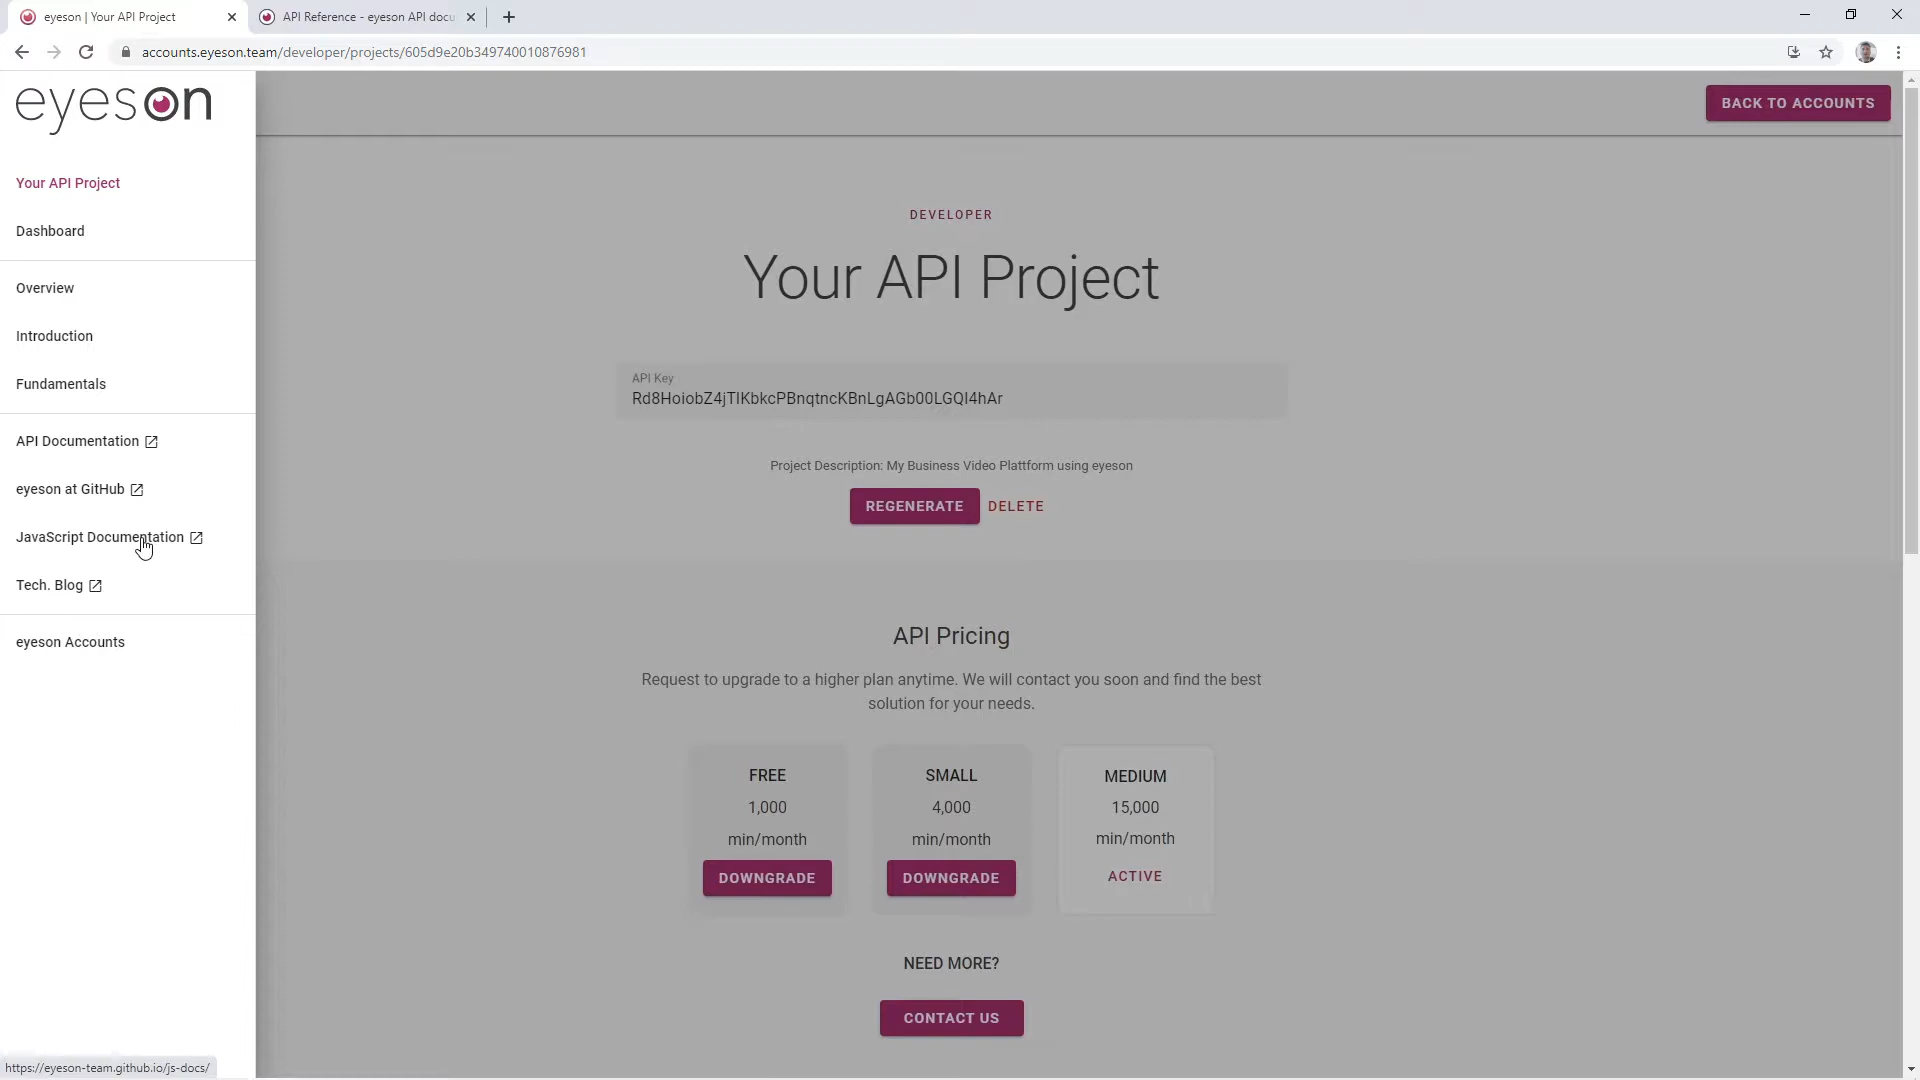 eyeson | Your API Project
API Reference - eyeson API docu
accounts.eyeson.team/developer/projects/605d9e20b349740010876981
eyeson
BACK TO ACCOUNTS
Your API Project
Dashboard
Overview
Introduction
Fundamentals
API Documentation
eyeson at GitHub
JavaScript Documentation
Tech. Blog
eyeson Accounts
DEVELOPER
Your API Project
API Key
Rd8HoiobZ4jTIKbkcPBnqtncKBnLgAGb00LGQI4hAr
Project Description: My Business Video Plattform using eyeson
REGENERATE DELETE
API Pricing
Request to upgrade to a higher plan anytime. We will contact you soon and find the best
solution for your needs.
FREE
1,000
min/month
DOWNGRADE
SMALL
4,000
min/month
DOWNGRADE
MEDIUM
15,000
min/month
ACTIVE
NEED MORE?
CONTACT US
https://eyeson-team.github.io/js-docs/